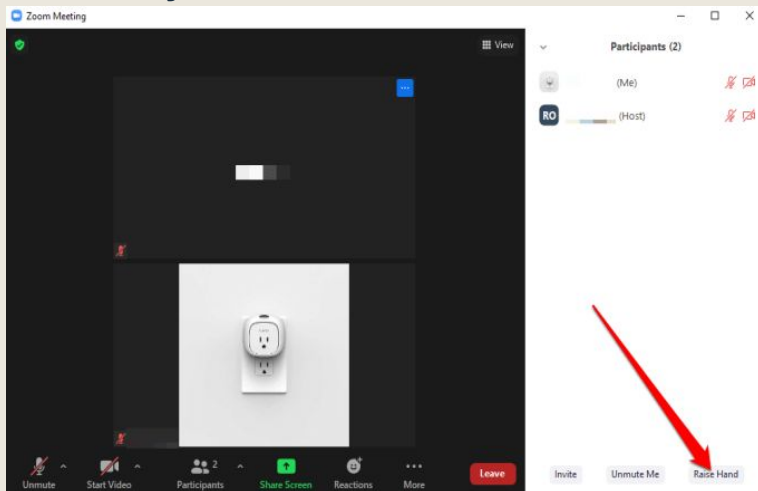 Zoom Meeting
View
Participants (2)
(Me)
RO (Host)
2
Unmute Start Video Participants Share Screen Reactions More Leave
Invite Unmute Me Raise Hand